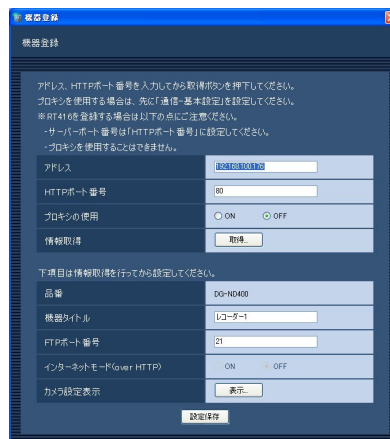 機器登録
機器登録
アドレス、HTTPポート番号を入力してから取得ボタンを押下してください。
プロキシを使用する場合は、先に「通信-基本設定」を設定してください。
※RT416を登録する場合は以下の点にご注意ください。
・サーバーポート番号は「HTTPポート番号」に設定してください。
・プロキシを使用することはできません。
アドレス 192.168.100.176
HTTPポート番号 80
プロキシの使用 ON OFF
情報取得 取得...
下項目は情報取得を行ってから設定してください。
品番 DG-ND400
機器タイトル レコーダー1
FTPポート番号 21
インターネットモード(over HTTP) ON OFF
カメラ設定表示 表示...
設定保存